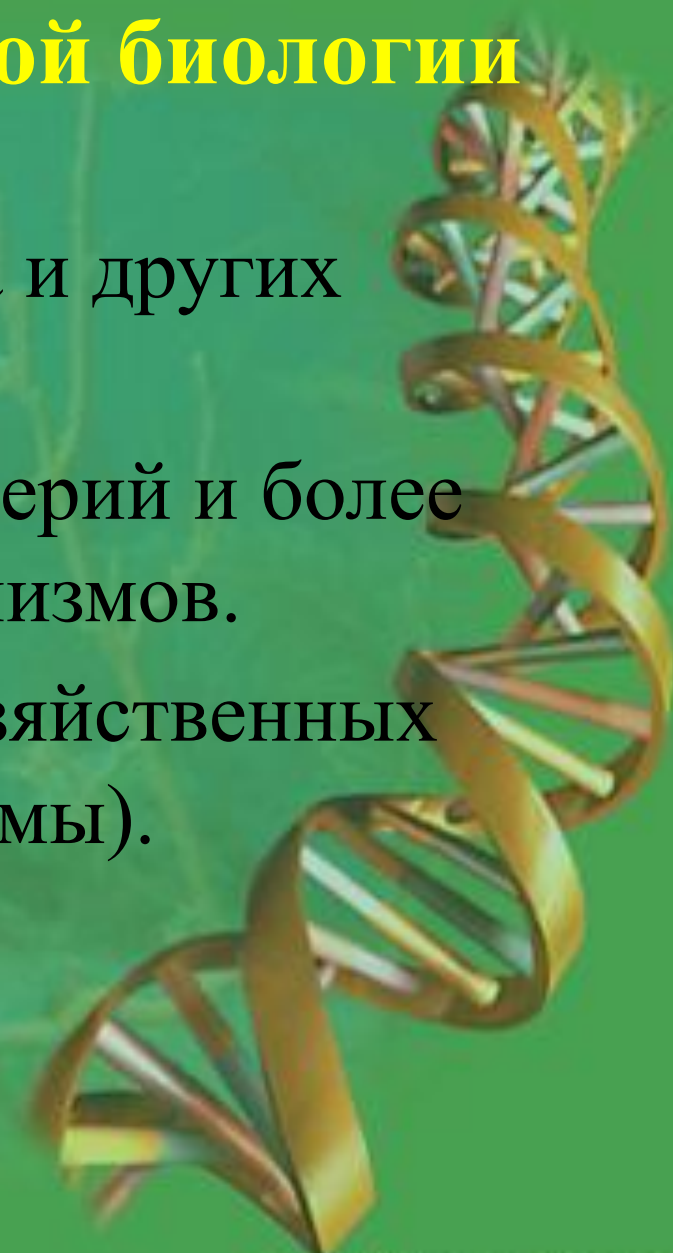 ой биологии
и других
ерий и более
измов.
зяйственных
мы).